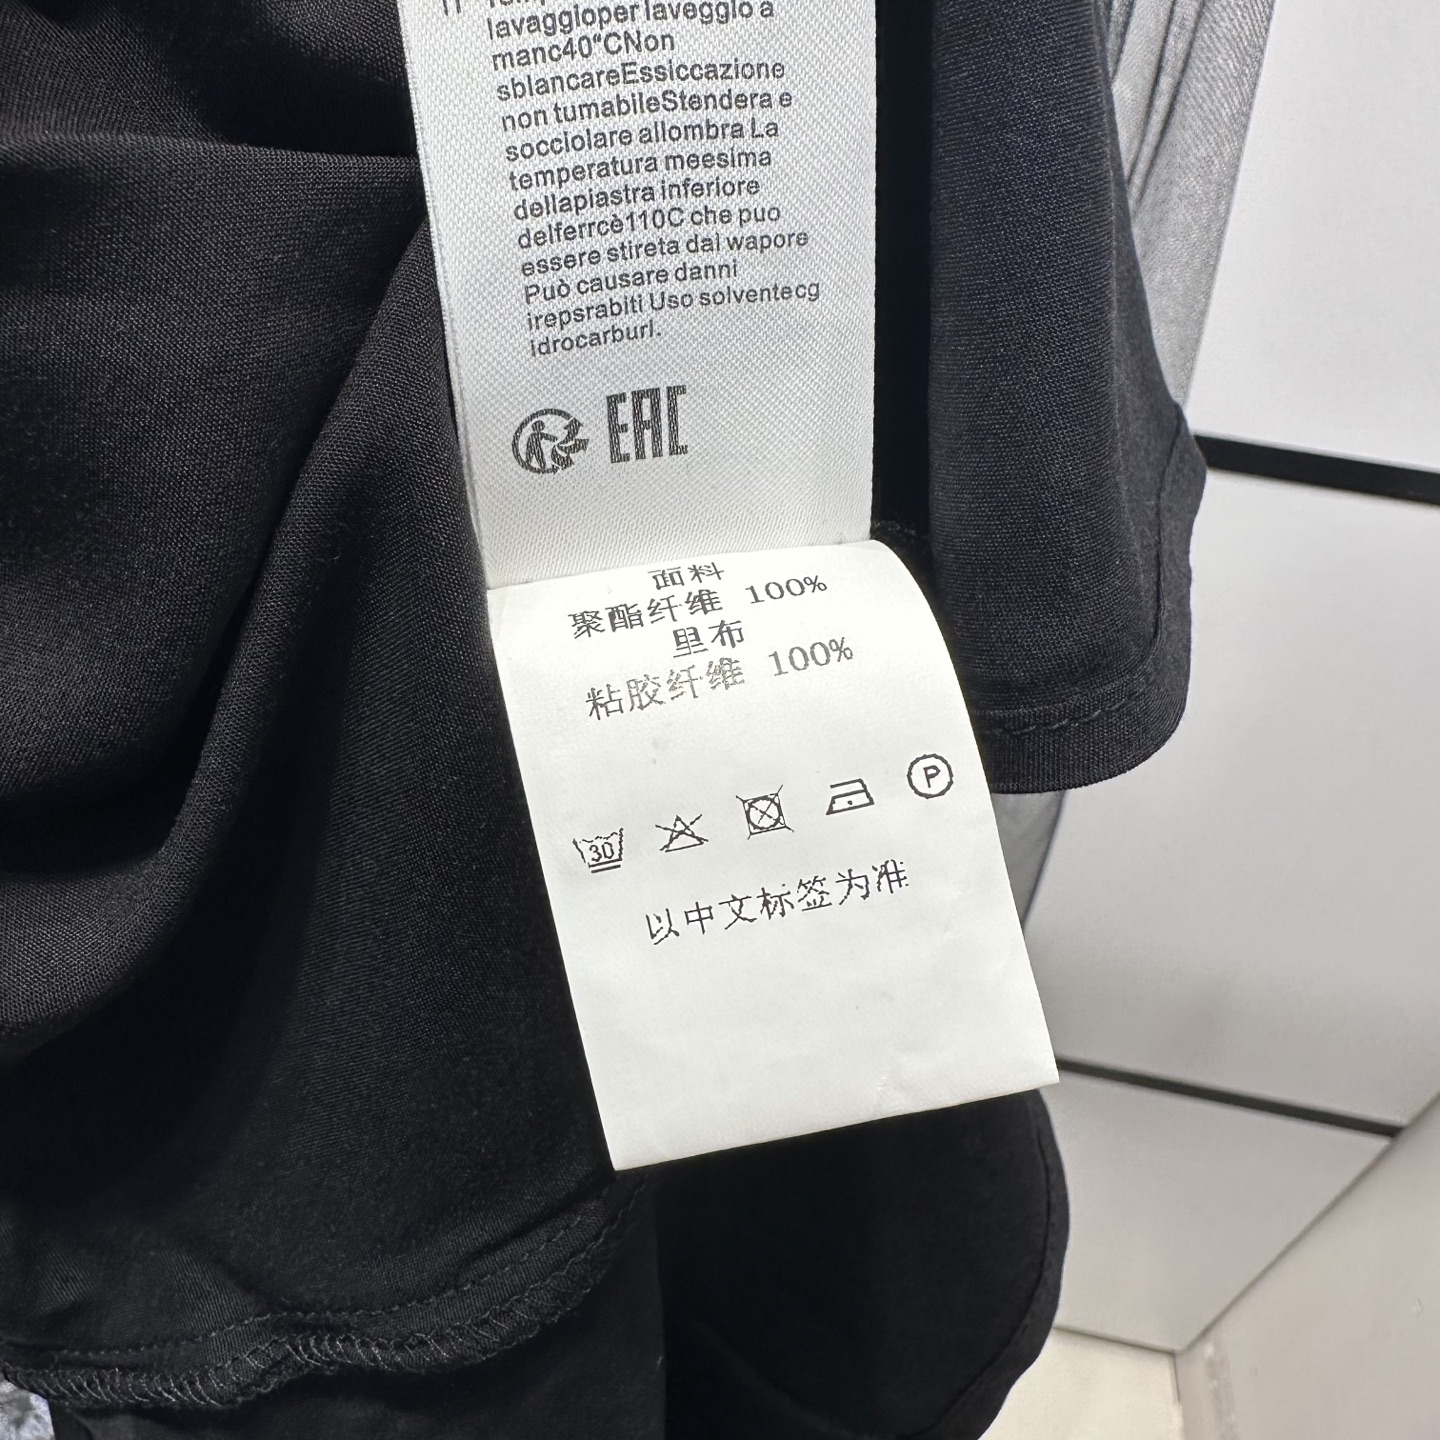 lavaggioper laveggio a
manc40“CNon
sblancareEssiccazione
non tumabileStendera e
socciolare allombra La
temperatura meesima
dellapiastra inferiore
delferrcè110C che puo
essere stireta dal wapore
Può causare danni
irepsrabiti Uso solventecg
Idrocarburl.
EAC
面料
聚酯纤维 100%
里布
粘胶纤维 100%
30
P
以中文标签为准